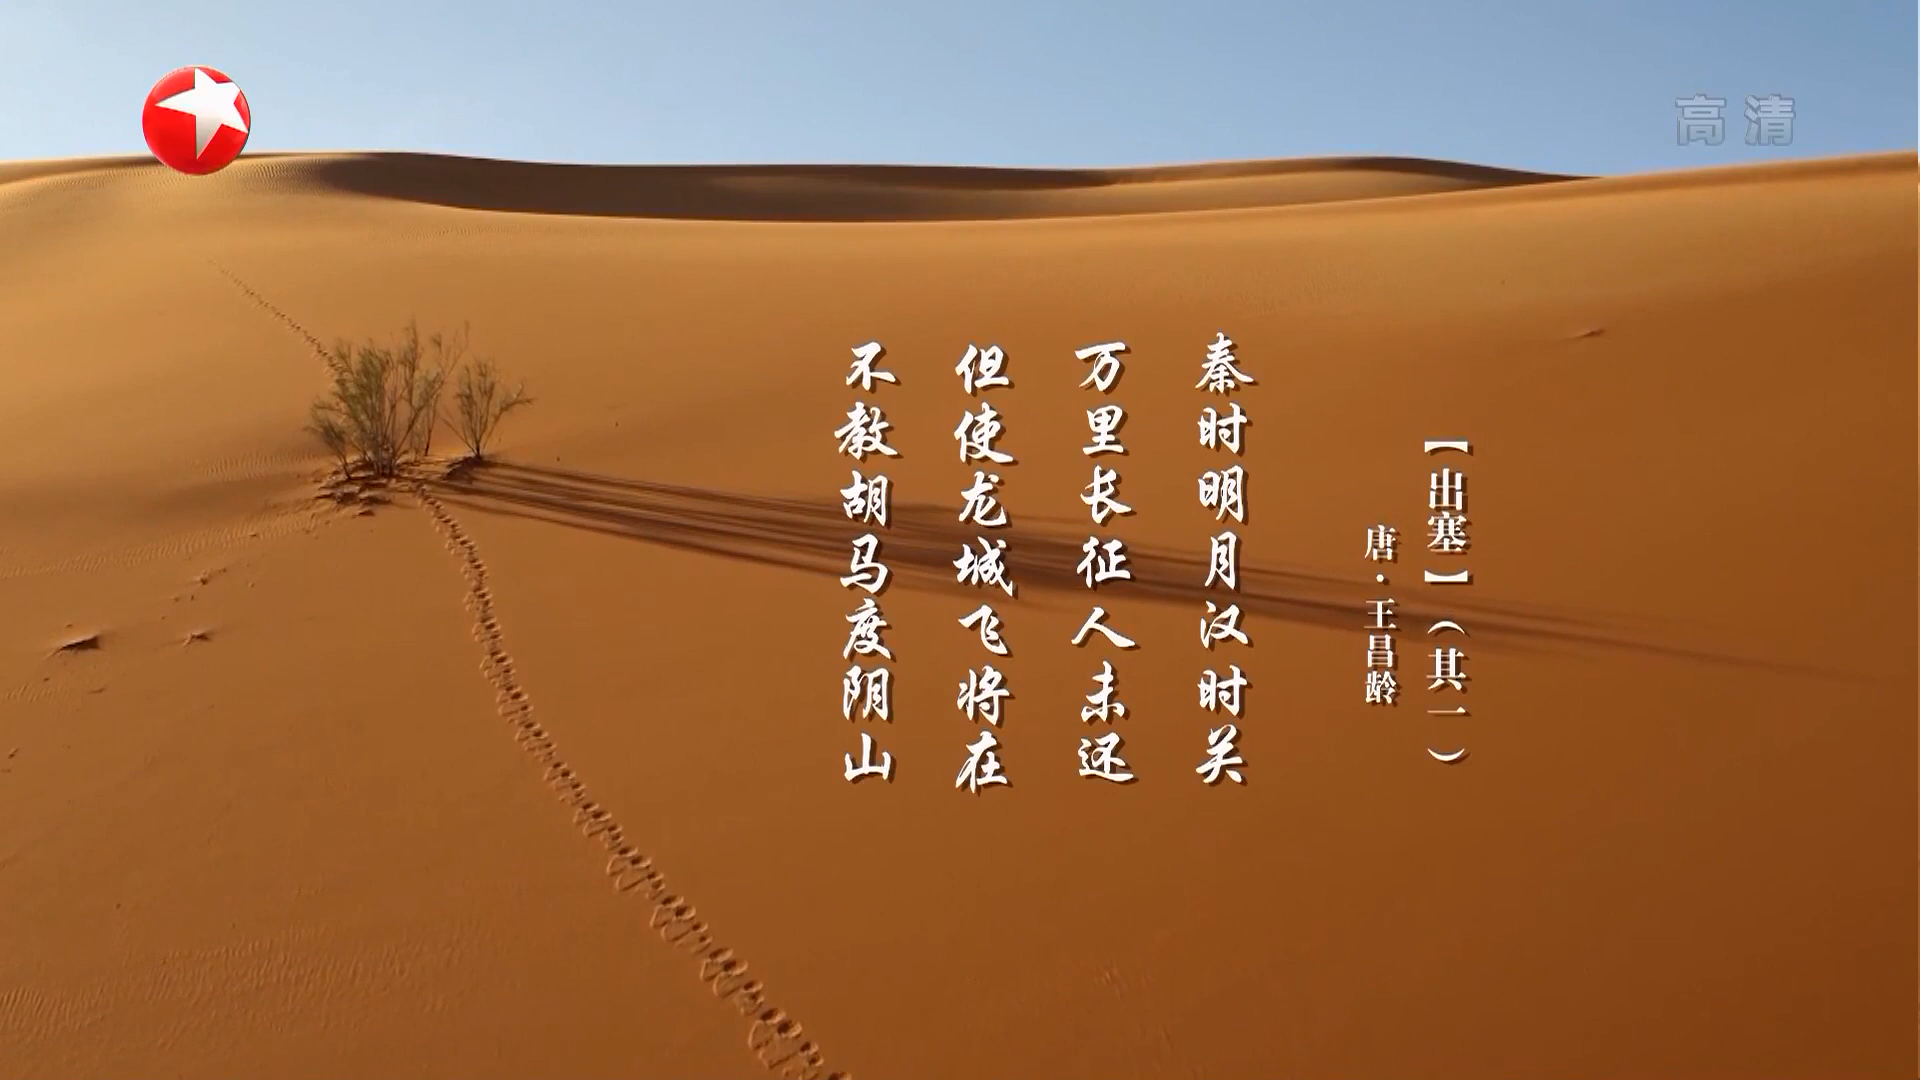 高清
【出塞】（其一）
唐·王昌龄
秦时明月汉时关
万里长征人未还
但使龙城飞将在
不教胡马度阴山